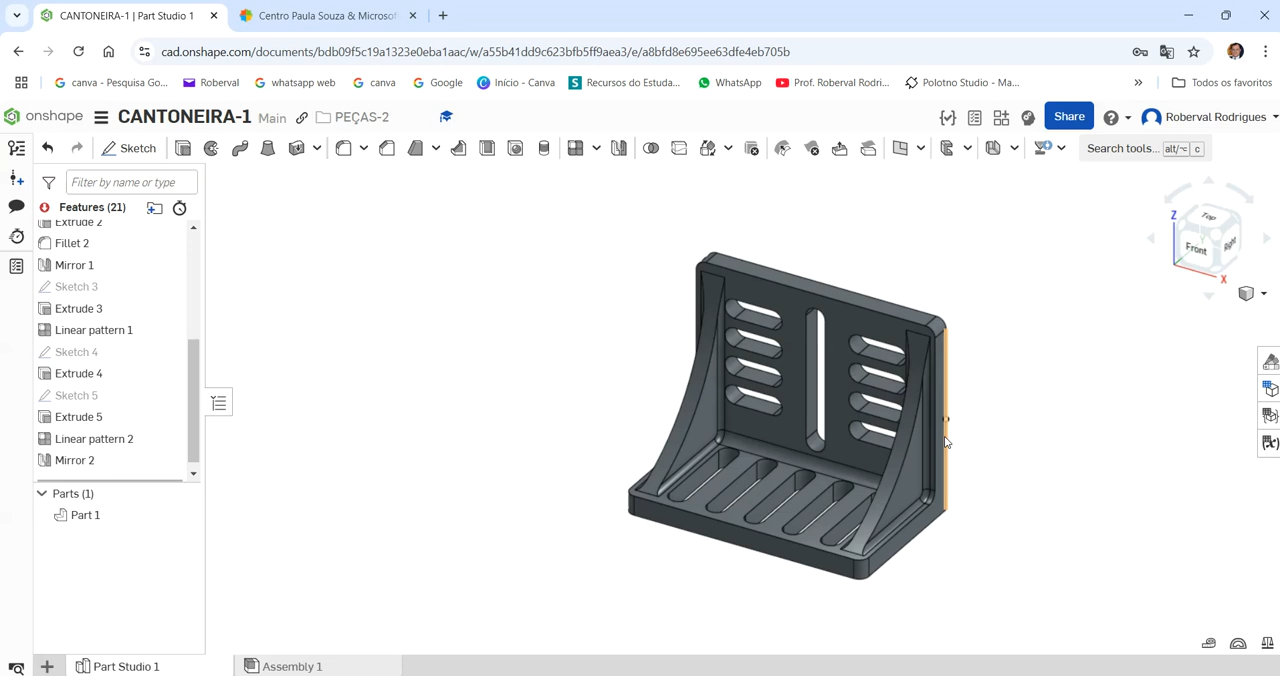 CANTONEIRA-1 | Part Studio 1
Centro Paula Souza & Microsof
cad.onshape.com/documents/bdb09f5c19a1323e0eba1aac/w/a55b41dd9c623bfb5ff9aea3/e/a8bfd8e695ee63dfe4eb705b
canva - Pesquisa Go...
Roberval
whatsapp web
canva
Google
Início - Canva
Recursos do Estuda...
WhatsApp
Prof. Roberval Rodri...
Polotno Studio - Ma...
Todos os favoritos
onshape
CANTONEIRA-1
Main
PEÇAS-2
Share
Roberval Rodrigues
Sketch
Search tools...
alt/⌥
c
Filter by name or type
Features (21)
Extrude 2
Fillet 2
Mirror 1
Sketch 3
Extrude 3
Linear pattern 1
Sketch 4
Extrude 4
Sketch 5
Extrude 5
Linear pattern 2
Mirror 2
Parts (1)
Part 1
Z
Top
Front
Right
X
Part Studio 1
Assembly 1